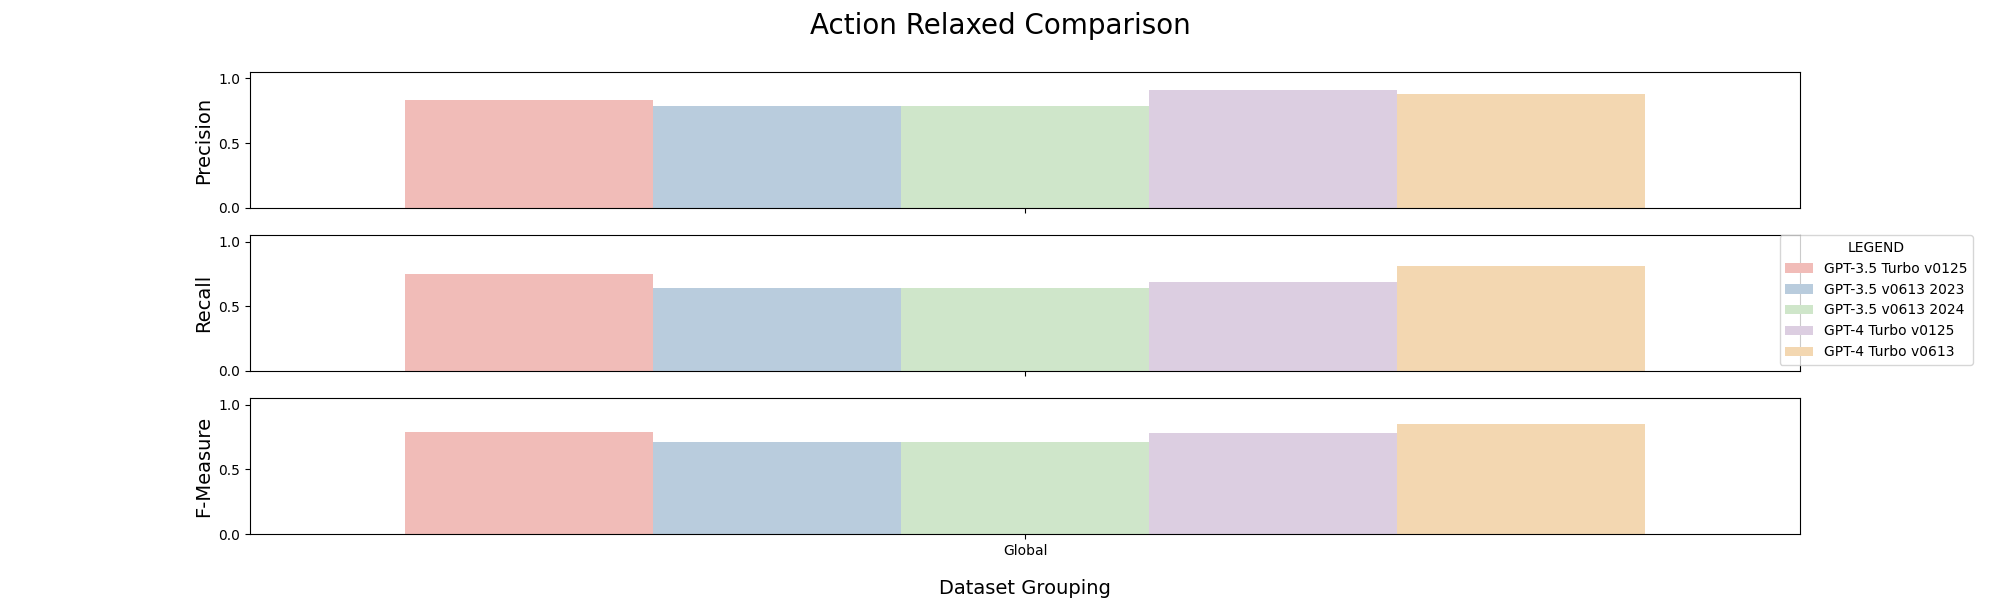 Action Relaxed Comparison
1.0
0.5
0.0
Precision
1.0
0.5
0.0
Recall
LEGEND
GPT-3.5 Turbo v0125
GPT-3.5 v0613 2023
GPT-3.5 v0613 2024
GPT-4 Turbo v0125
GPT-4 Turbo v0613
1.0
0.5
0.0
F-Measure
Global
Dataset Grouping